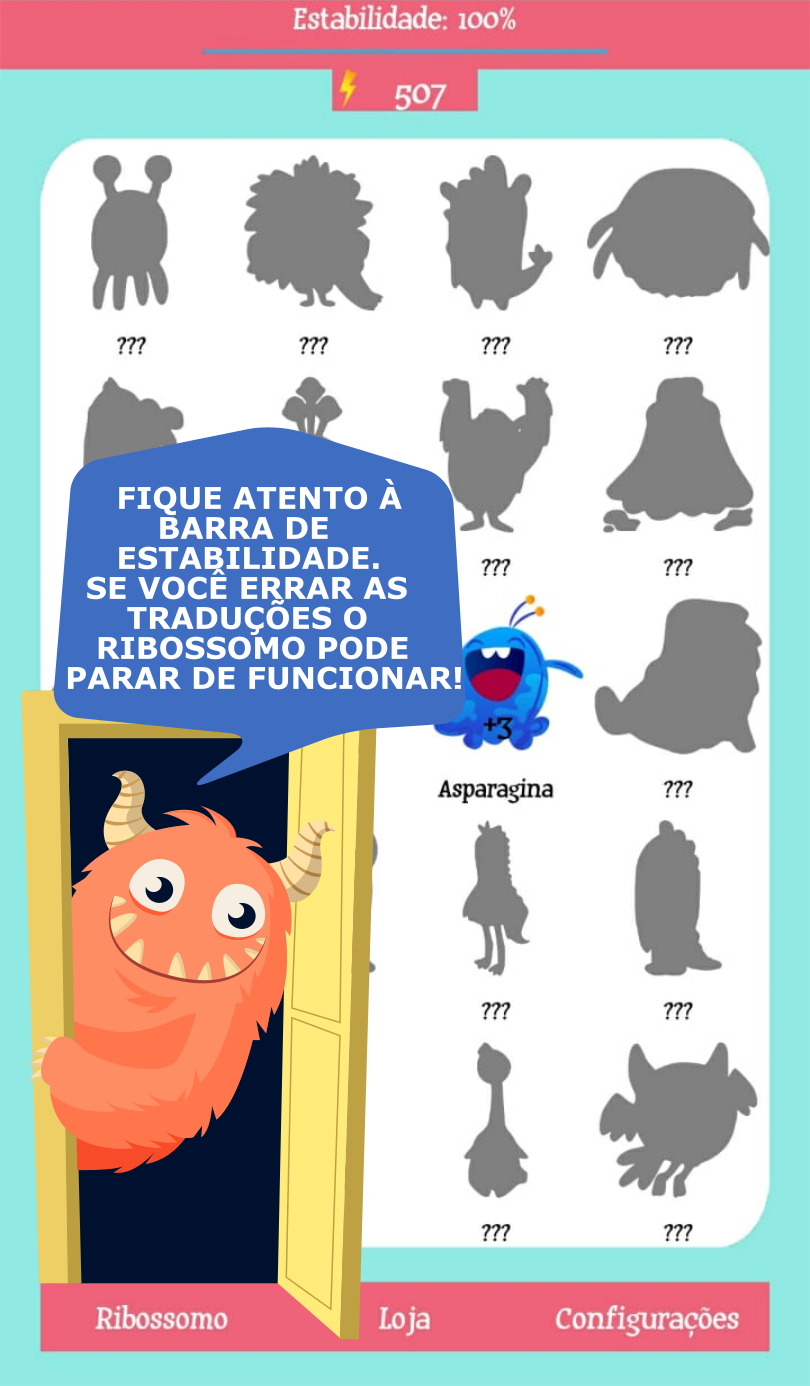 Estabilidade: 100%
507
??? ??? ??? ???
FIQUE ATENTO À
BARRA DE
ESTABILIDADE.
SE VOCÊ ERRAR AS
TRADUÇÕES O
RIBOSSOMO PODE
PARAR DE FUNCIONAR!
??? ???
+3
Asparagina ???
??? ???
??? ???
Ribossomo Loja Configurações